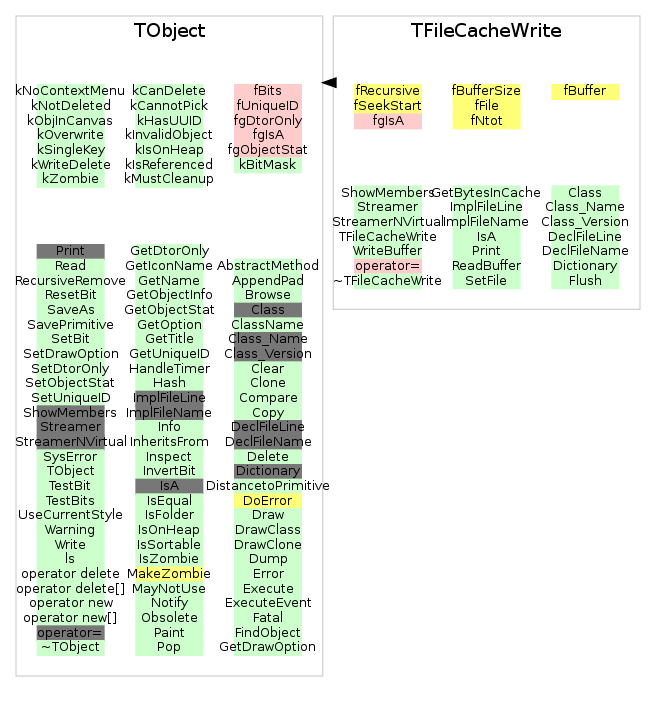 TObject
kNoContextMenu kCanDelete fBits
kNotDeleted kCannotPick fUniqueID
kObjInCanvas kHasUUID fgDtorOnly
kOverwrite kInvalidObject fgIsA
kSingleKey kIsOnHeap fgObjectStat
kWriteDelete kIsReferenced kBitMask
kZombie kMustCleanup
Print GetDtorOnly
Read GetIconName AbstractMethod
RecursiveRemove GetName AppendPad
ResetBit GetObjectInfo Browse
SaveAs GetObjectStat Class
SavePrimitive GetOption ClassName
SetBit GetTitle Class_Name
SetDrawOption GetUniqueID Class_Version
SetDtorOnly HandleTimer Clear
SetObjectStat Hash Clone
SetUniqueID ImplFileLine Compare
ShowMembers ImplFileName Copy
Streamer Info DeclFileLine
StreamerNVirtual InheritsFrom DeclFileName
SysError Inspect Delete
TObject InvertBit Dictionary
TestBit IsA DistancetoPrimitive
TestBits IsEqual DoError
UseCurrentStyle IsFolder Draw
Warning IsOnHeap DrawClass
Write IsSortable DrawClone
ls IsZombie Dump
operator delete MakeZombie Error
operator delete[] MayNotUse Execute
operator new Notify ExecuteEvent
operator new[] Obsolete Fatal
operator= Paint FindObject
~TObject Pop GetDrawOption
TFileCacheWrite
fRecursive fBufferSize fBuffer
fSeekStart fFile
fgIsA fNtot
ShowMembers GetBytesInCache Class
Streamer ImplFileLine Class_Name
StreamerNVirtual ImplFileName Class_Version
TFileCacheWrite IsA DeclFileLine
WriteBuffer Print DeclFileName
operator= ReadBuffer Dictionary
~TFileCacheWrite SetFile Flush